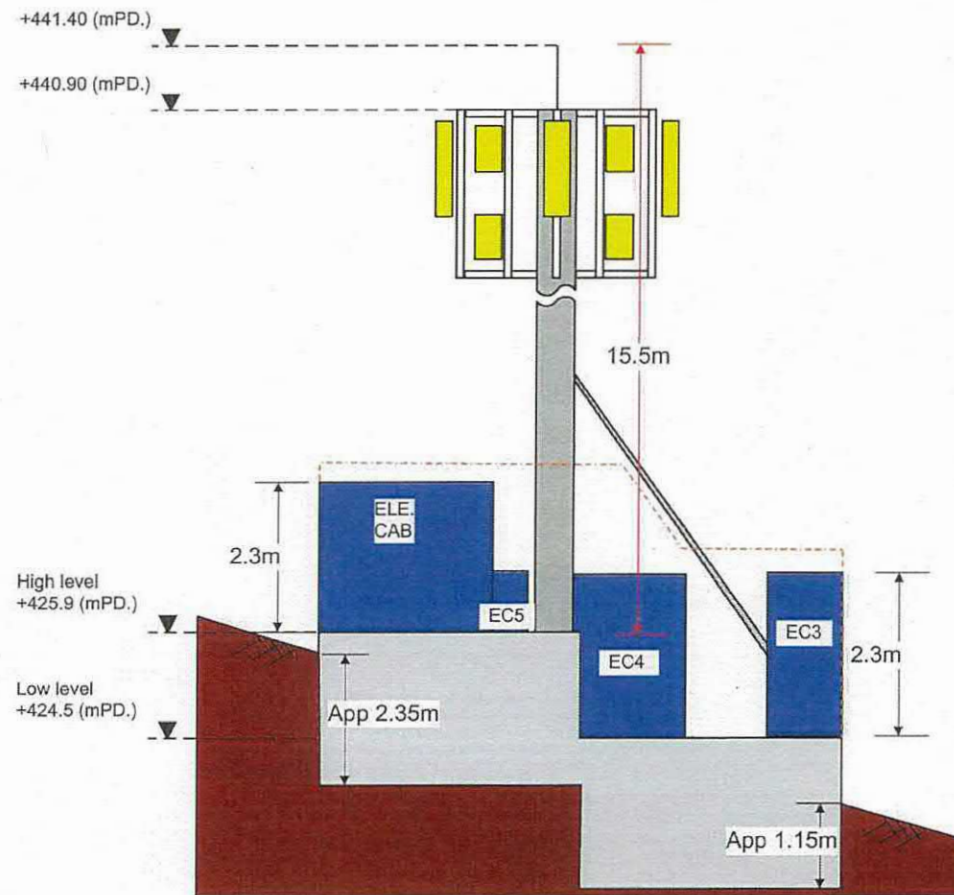 +441.40 (mPD.)
+440.90 (mPD.)
15.5m
ELE.
CAB
2.3m
High level
+425.9 (mPD.)
EC5
EC4
EC3
2.3m
Low level
+424.5 (mPD.)
App 2.35m
App 1.15m